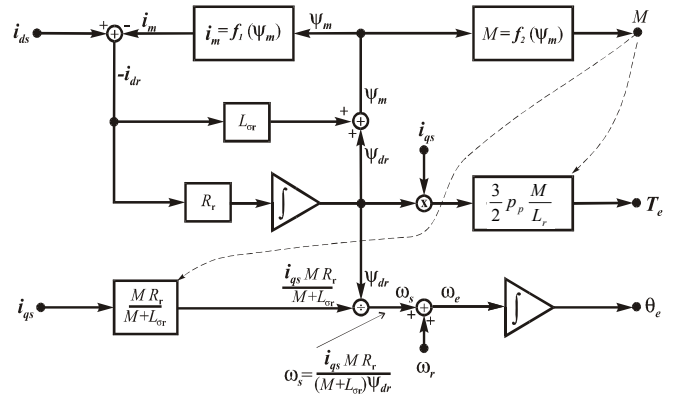 i_ds
+
-
+
i_m
i_m = f_1 (ψ_m)
ψ_m
M = f_2 (ψ_m)
M
-i_dr
ψ_m
L_σr
+
+
+
i_qs
ψ_dr
R_r
∫
x
3/2 p_p M/L_r
T_e
i_qs
M R_r / M+L_σr
i_qs M R_r / M+L_σr
ψ_dr
÷
ω_s
+
+
+
ω_e
∫
θ_e
ω_r
ω_s = i_qs M R_r / (M+L_σr)ψ_dr